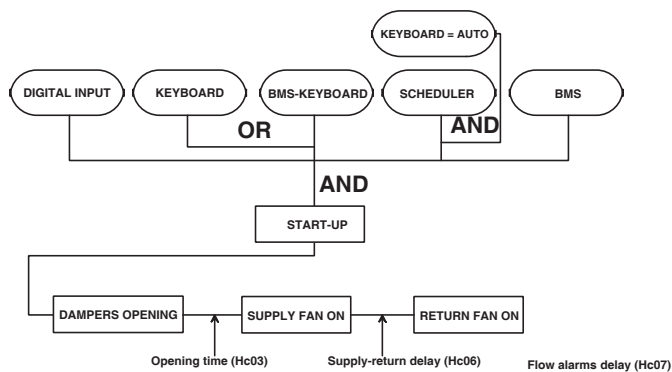 KEYBOARD = AUTO
DIGITAL INPUT
KEYBOARD
BMS-KEYBOARD
SCHEDULER
BMS
OR
AND
AND
START-UP
DAMPERS OPENING
SUPPLY FAN ON
RETURN FAN ON
Opening time (Hc03)
Supply-return delay (Hc06)
Flow alarms delay (Hc07)